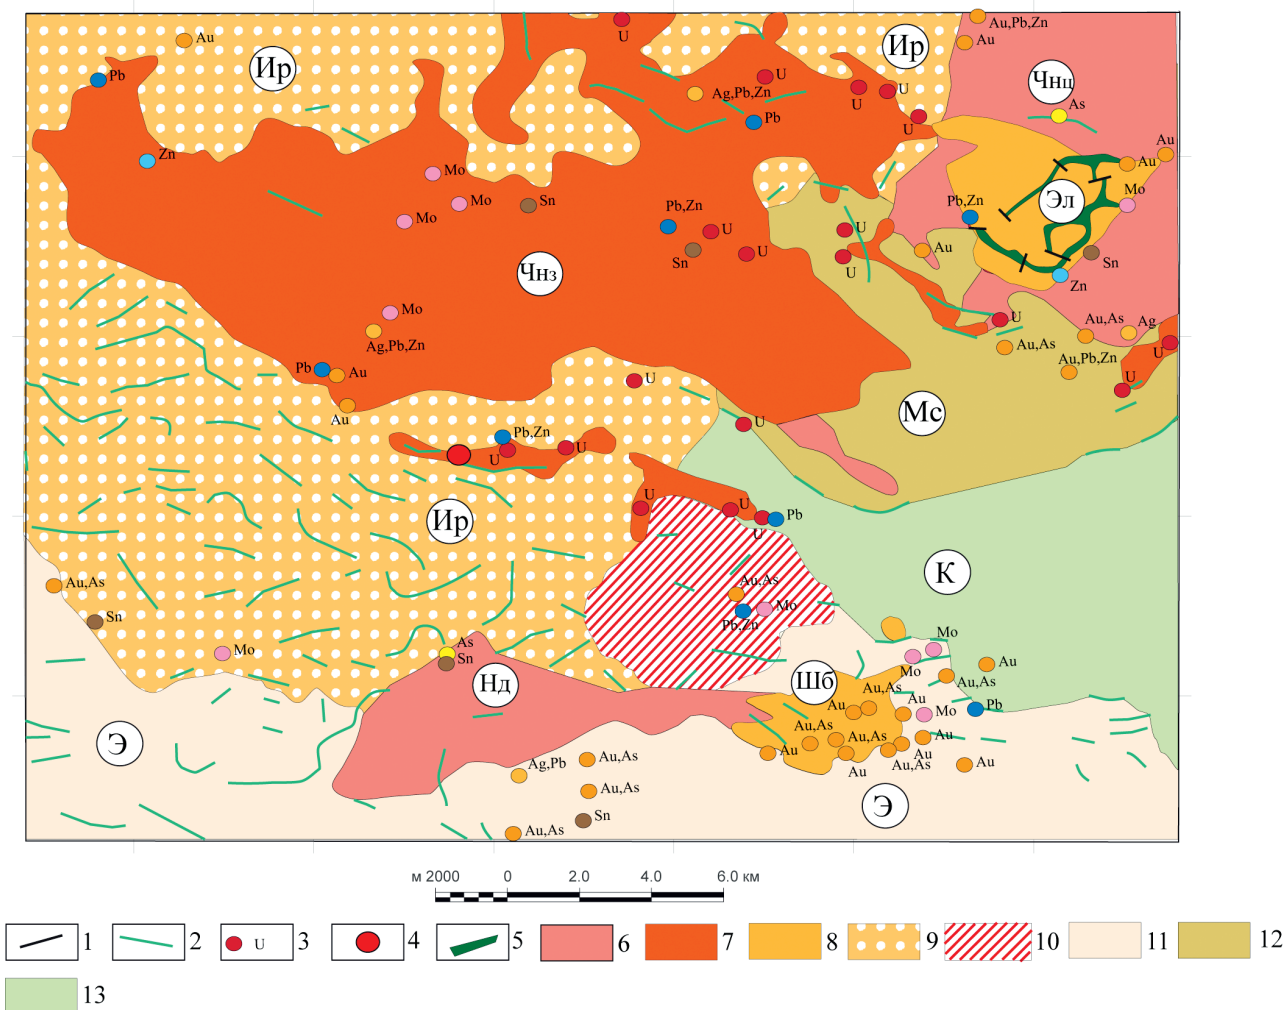 Au
U
Au,Pb,Zn
Au
Ир
Ир
Pb
U
Чнц
Ag,Pb,Zn
U
U
As
Pb
U
Zn
Au
Au
Mo
Mo
Mo
Sn
Pb,Zn
Эл
Mo
Pb,Zn
U
U
U
Sn
U
Au
Sn
Чнз
U
Zn
Mo
Ag,Pb,Zn
U
Au,As
Ag
Au,As
U
Au,Pb,Zn
Pb
Au
U
U
Au
Мс
U
Pb,Zn
U
U
U
U
Pb
U
Ир
К
Au,As
Au,As
Mo
Pb,Zn
Sn
Mo
As
Sn
Mo
Mo
Au
Нд
Шб
Au,As
Au,As
Au
Au
Mo
Pb
Au,As
Au,As
Au
Э
Au
Au
Au,As
Au
Au
Ag,Pb
Au,As
Au,As
Э
Sn
Au,As
м 2000 0 2.0 4.0 6.0 км
1 2 U 3 4 5 6 7 8 9 10 11 12
13